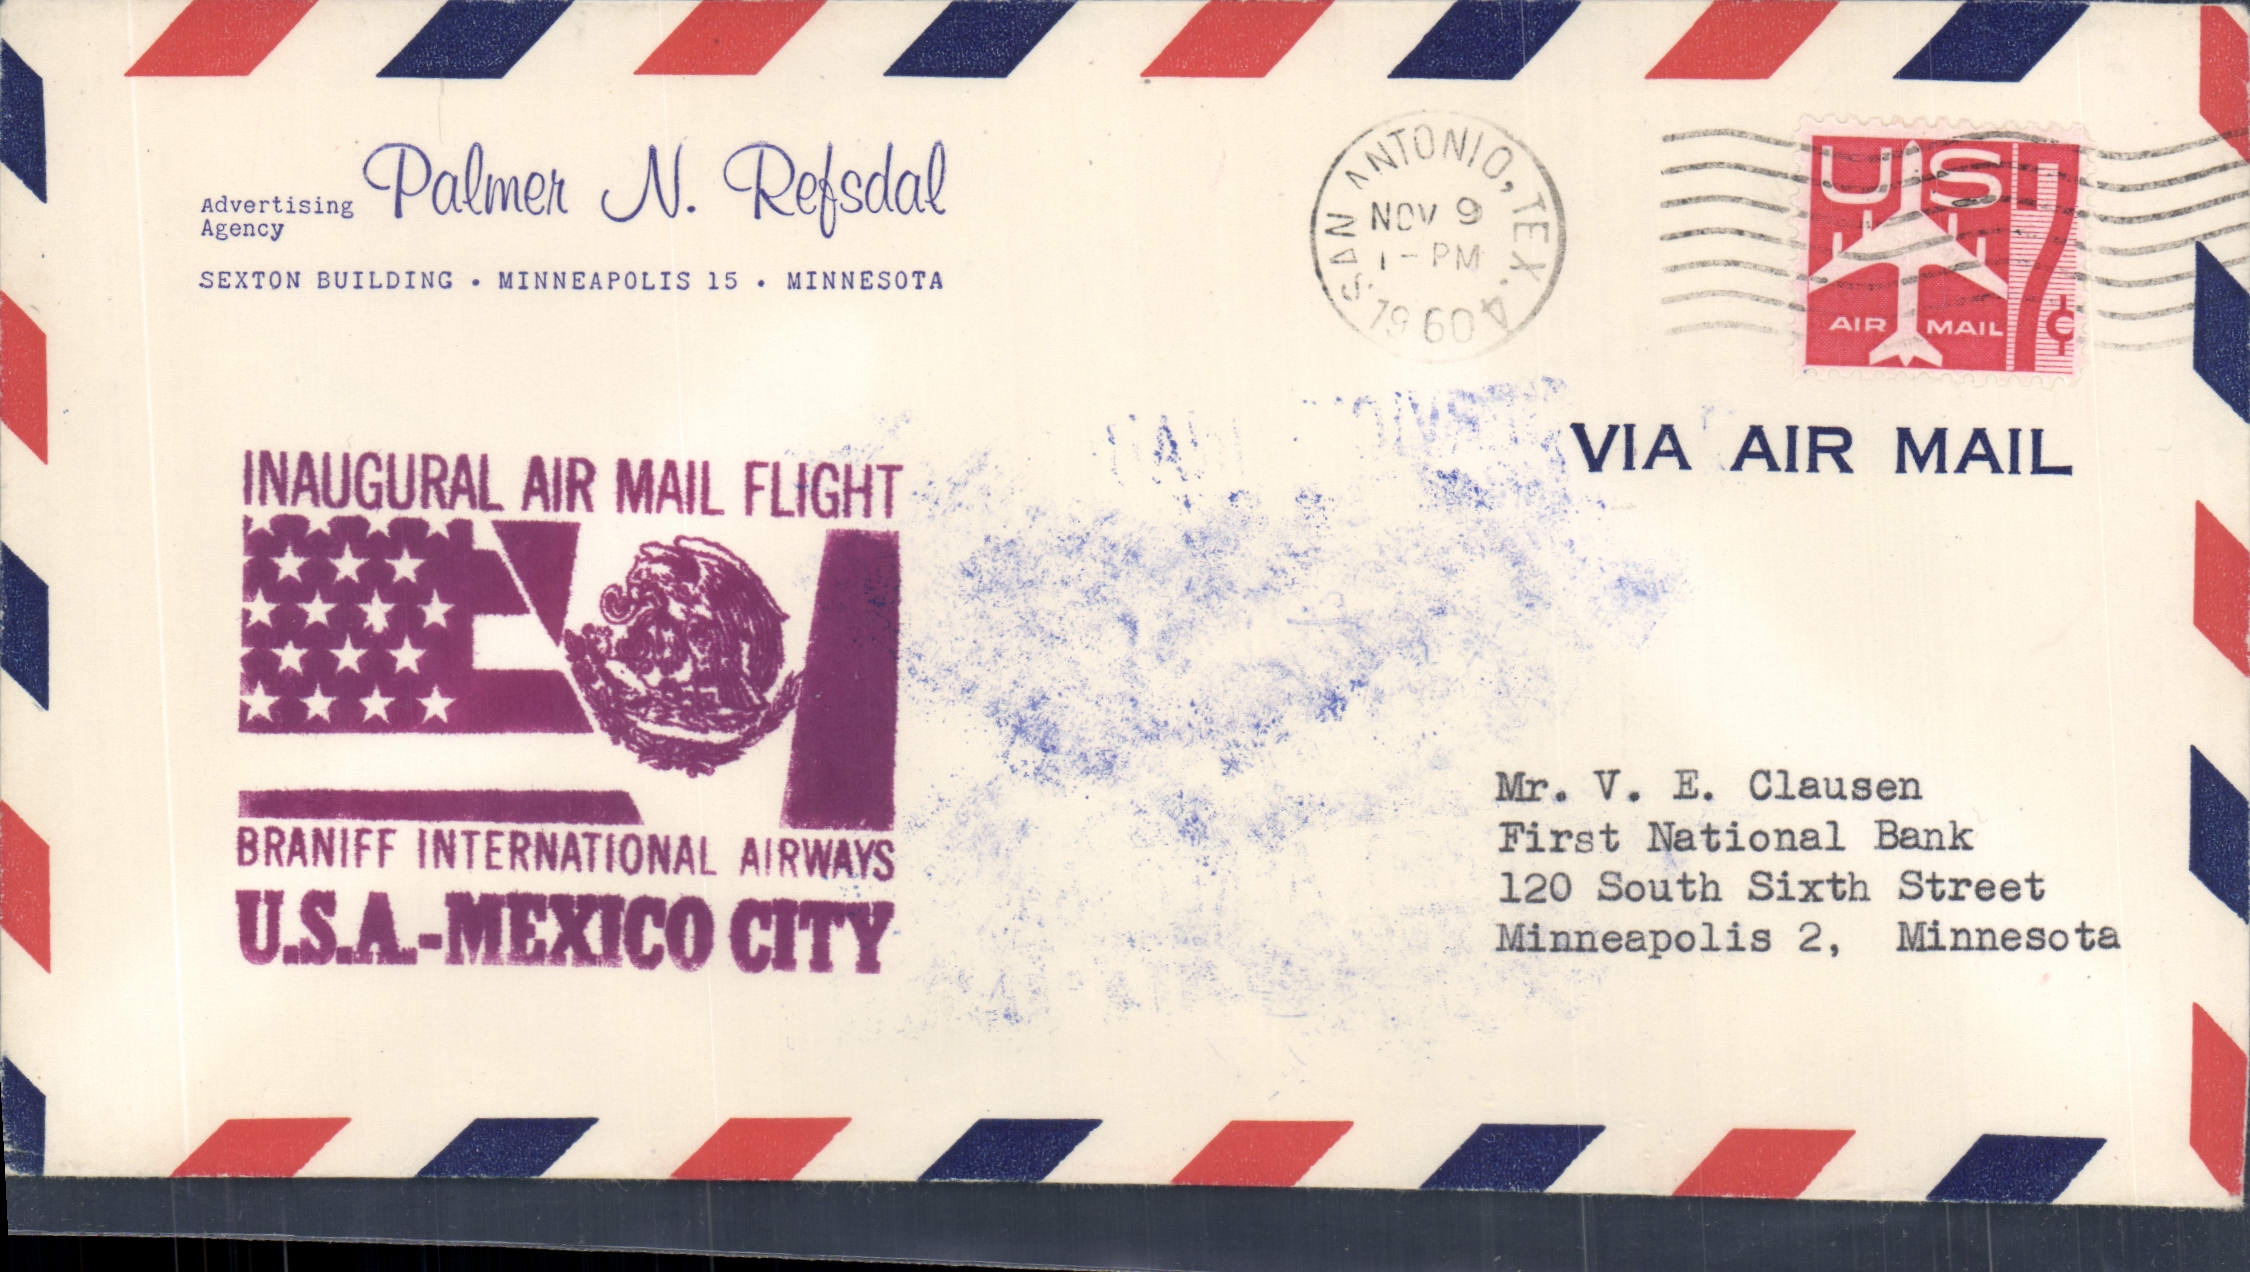 Palmer N. Refsdal
Advertising
Agency
SEXTON BUILDING • MINNEAPOLIS 15 • MINNESOTA
SAN ANTONIO, TEX. 4
NOV 9
1-PM
1960
US
AIR MAIL
7¢
VIA AIR MAIL
INAUGURAL AIR MAIL FLIGHT
BRANIFF INTERNATIONAL AIRWAYS
U.S.A.-MEXICO CITY
Mr. V. E. Clausen
First National Bank
120 South Sixth Street
Minneapolis 2, Minnesota